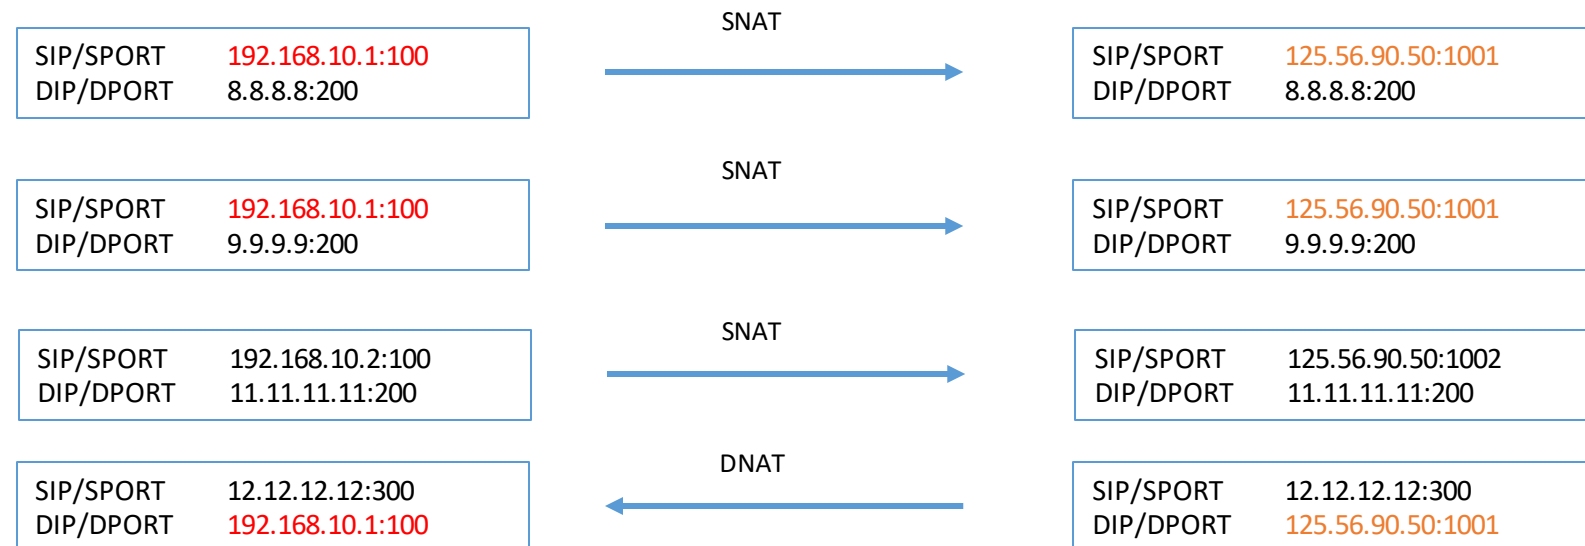 SNAT
SIP/SPORT 192.168.10.1:100
DIP/DPORT 8.8.8.8:200
SIP/SPORT 125.56.90.50:1001
DIP/DPORT 8.8.8.8:200
SNAT
SIP/SPORT 192.168.10.1:100
DIP/DPORT 9.9.9.9:200
SIP/SPORT 125.56.90.50:1001
DIP/DPORT 9.9.9.9:200
SNAT
SIP/SPORT 192.168.10.2:100
DIP/DPORT 11.11.11.11:200
SIP/SPORT 125.56.90.50:1002
DIP/DPORT 11.11.11.11:200
DNAT
SIP/SPORT 12.12.12.12:300
DIP/DPORT 192.168.10.1:100
SIP/SPORT 12.12.12.12:300
DIP/DPORT 125.56.90.50:1001